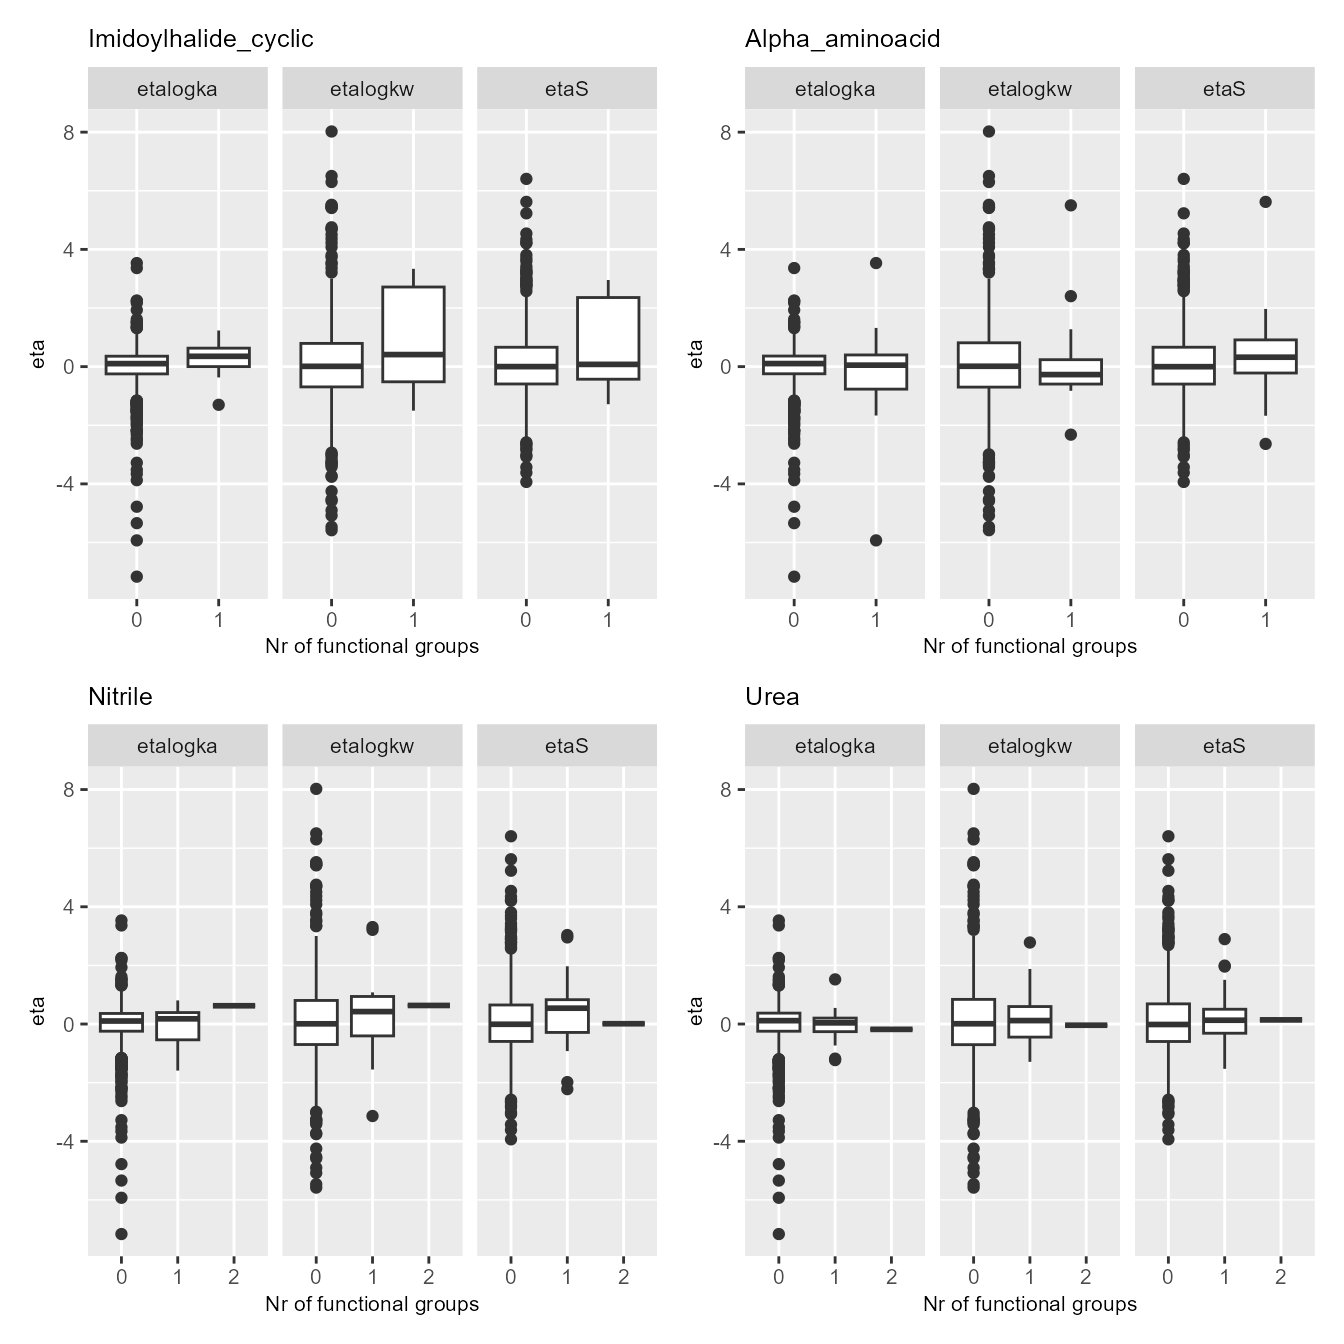 Imidoylhalide_cyclic
etalogka etalogkw etaS
eta
8
4
0
-4
0 1 0 1 0 1
Nr of functional groups
Alpha_aminoacid
etalogka etalogkw etaS
eta
8
4
0
-4
0 1 0 1 0 1
Nr of functional groups
Nitrile
etalogka etalogkw etaS
eta
8
4
0
-4
0 1 2 0 1 2 0 1 2
Nr of functional groups
Urea
etalogka etalogkw etaS
eta
8
4
0
-4
0 1 2 0 1 2 0 1 2
Nr of functional groups